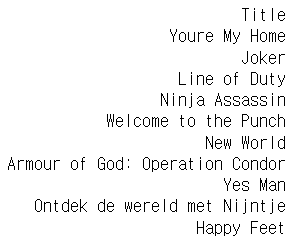 Title
Youre My Home
Joker
Line of Duty
Ninja Assassin
Welcome to the Punch
New World
Armour of God: Operation Condor
Yes Man
Ontdek de wereld met Nijntje
Happy Feet